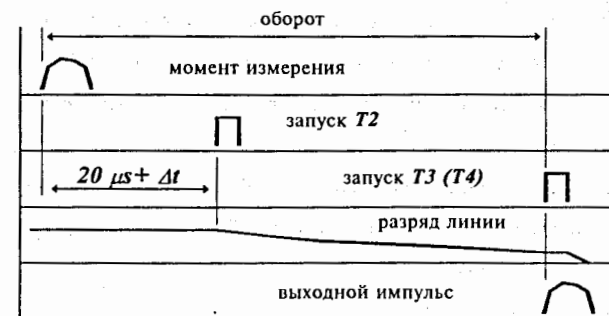 оборот
момент измерения
запуск T2
20 μs+ Δt
запуск T3 (T4)
разряд линии
выходной импульс